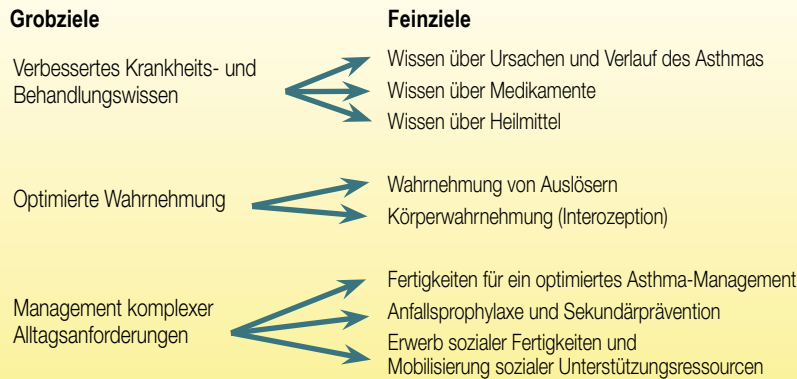 Grobziele
Feinziele
Verbessertes Krankheits- und
Behandlungswissen
Wissen über Ursachen und Verlauf des Asthmas
Wissen über Medikamente
Wissen über Heilmittel
Optimierte Wahrnehmung
Wahrnehmung von Auslösern
Körperwahrnehmung (Interozeption)
Management komplexer
Alltagsanforderungen
Fertigkeiten für ein optimiertes Asthma-Management
Anfallsprophylaxe und Sekundärprävention
Erwerb sozialer Fertigkeiten und
Mobilisierung sozialer Unterstützungsressourcen